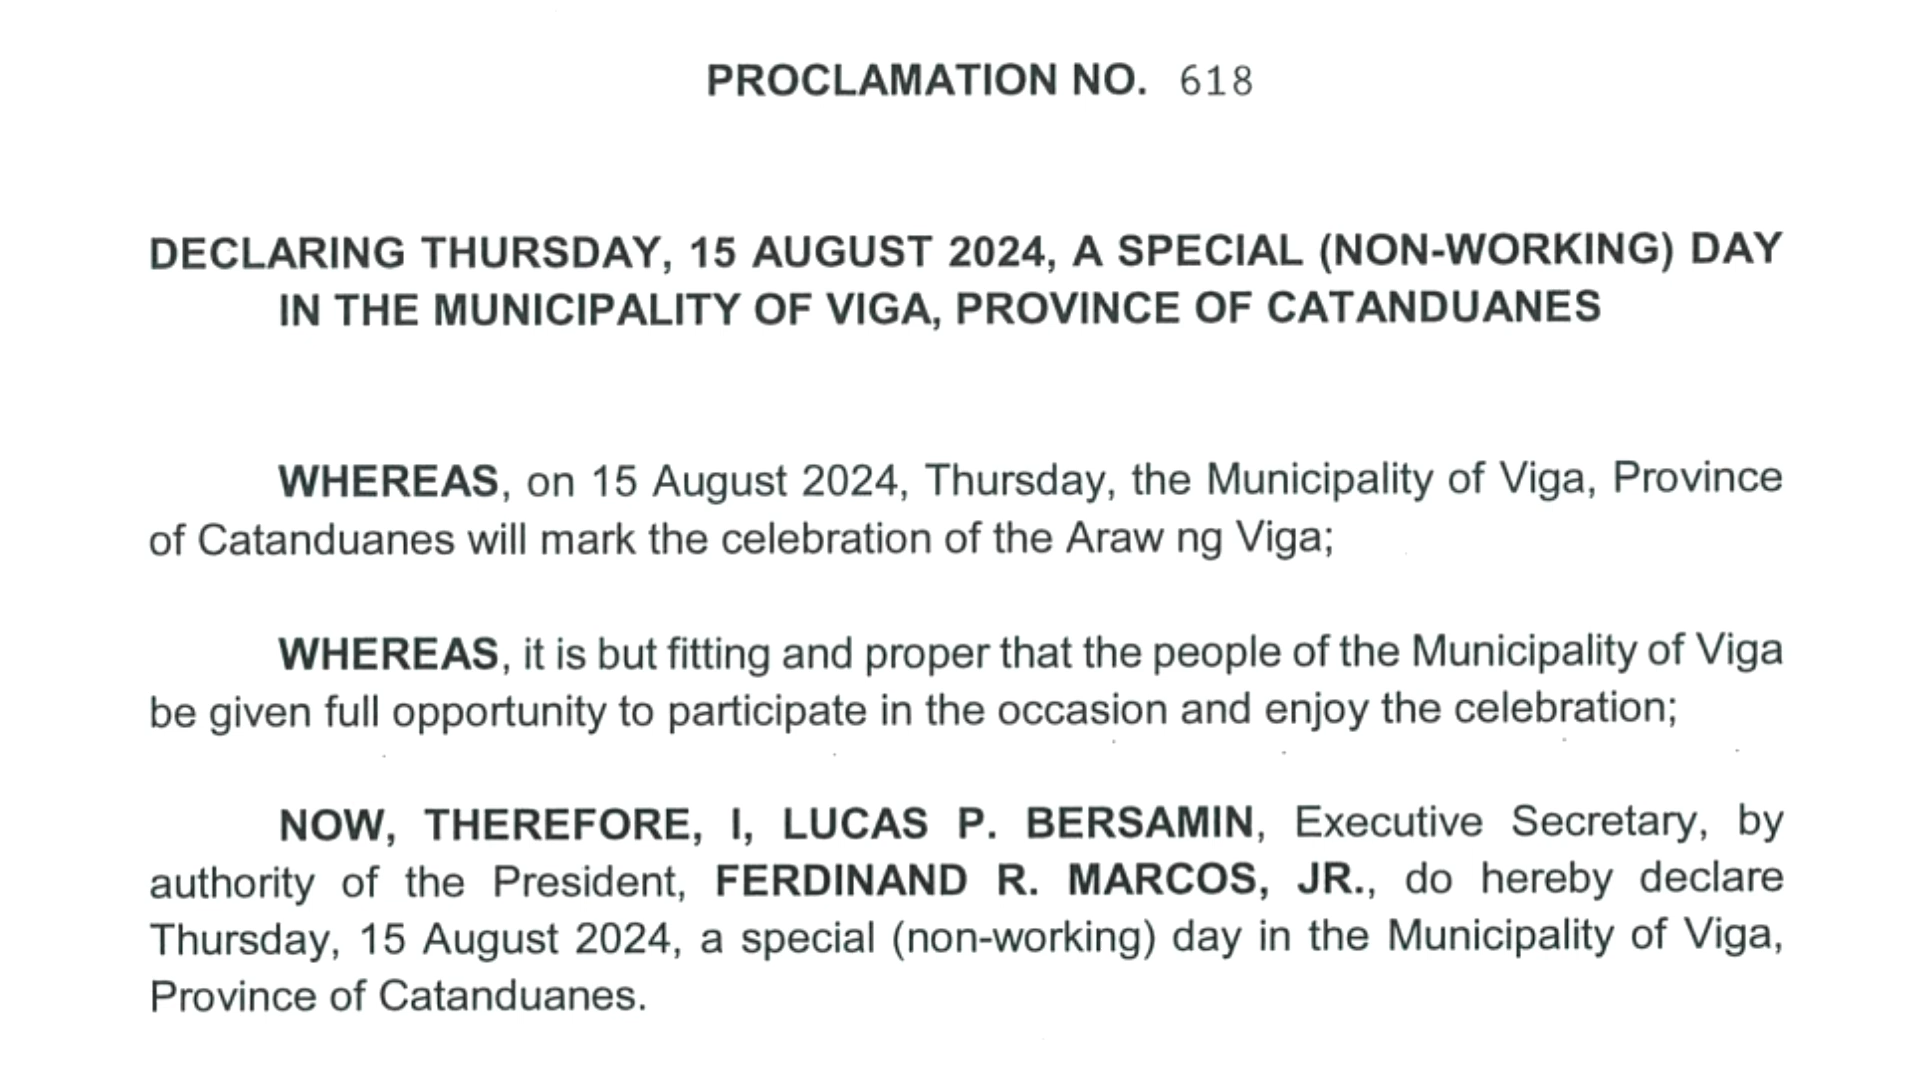 PROCLAMATION NO. 618
DECLARING THURSDAY, 15 AUGUST 2024, A SPECIAL (NON-WORKING) DAY
IN THE MUNICIPALITY OF VIGA, PROVINCE OF CATANDUANES
WHEREAS, on 15 August 2024, Thursday, the Municipality of Viga, Province
of Catanduanes will mark the celebration of the Araw ng Viga;
WHEREAS, it is but fitting and proper that the people of the Municipality of Viga
be given full opportunity to participate in the occasion and enjoy the celebration;
NOW, THEREFORE, I, LUCAS P. BERSAMIN, Executive Secretary, by
authority of the President, FERDINAND R. MARCOS, JR., do hereby declare
Thursday, 15 August 2024, a special (non-working) day in the Municipality of Viga,
Province of Catanduanes.